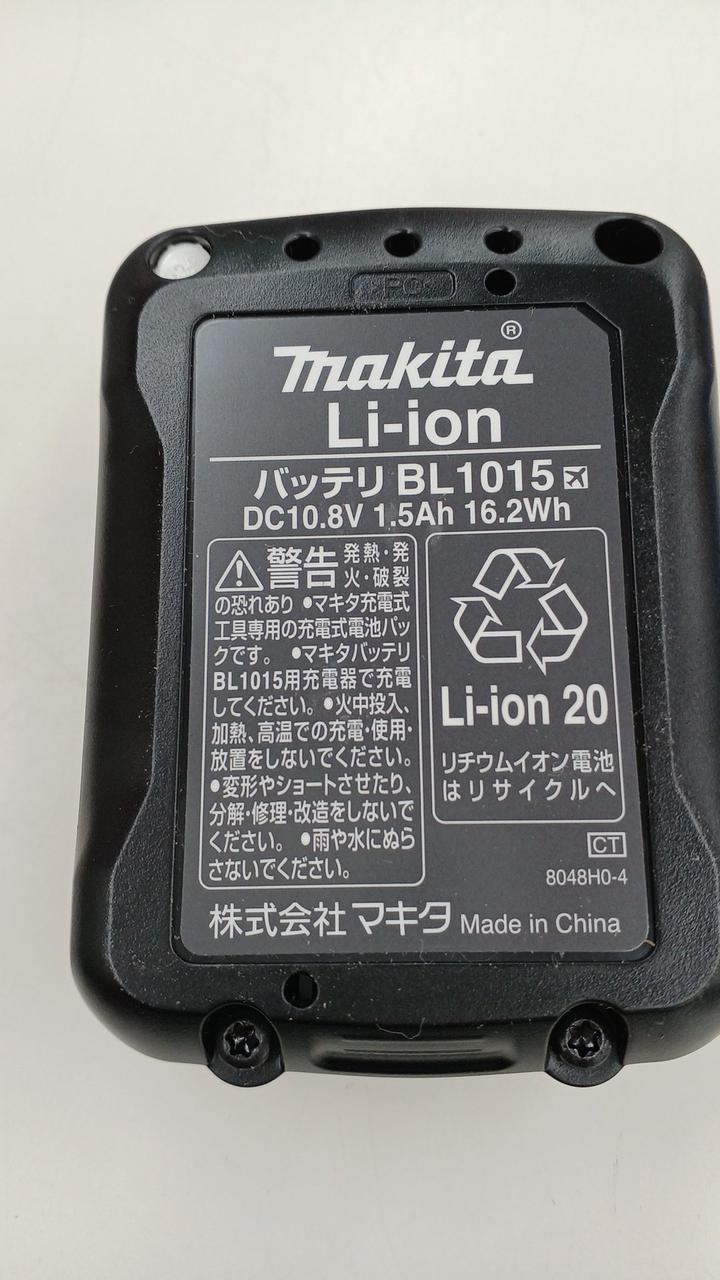 >PC<
makita®
Li-ion
バッテリ BL1015
DC10.8V 1.5Ah 16.2Wh
警告 発熱・発
火・破裂
の恐れあり ●マキタ充電式
工具専用の充電式電池パッ
クです。 ●マキタバッテリ
BL1015用充電器で充電
してください。●火中投入、
加熱、高温での充電・使用・
放置をしないでください。
●変形やショートさせたり、
分解・修理・改造をしないで
ください。 ●雨や水にぬら
さないでください。
Li-ion 20
リチウムイオン電池
はリサイクルへ
CT
8048H0-4
株式会社 マキタ Made in China